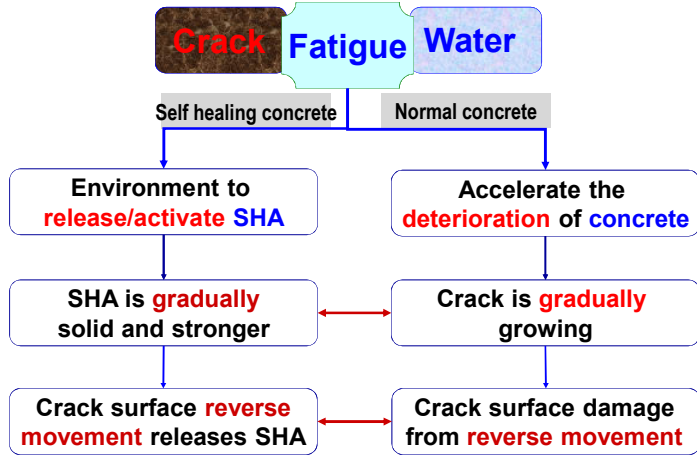 Crack Fatigue Water
Self healing concrete
Normal concrete
Environment to
release/activate SHA
Accelerate the
deterioration of concrete
SHA is gradually
solid and stronger
Crack is gradually
growing
Crack surface reverse
movement releases SHA
Crack surface damage
from reverse movement